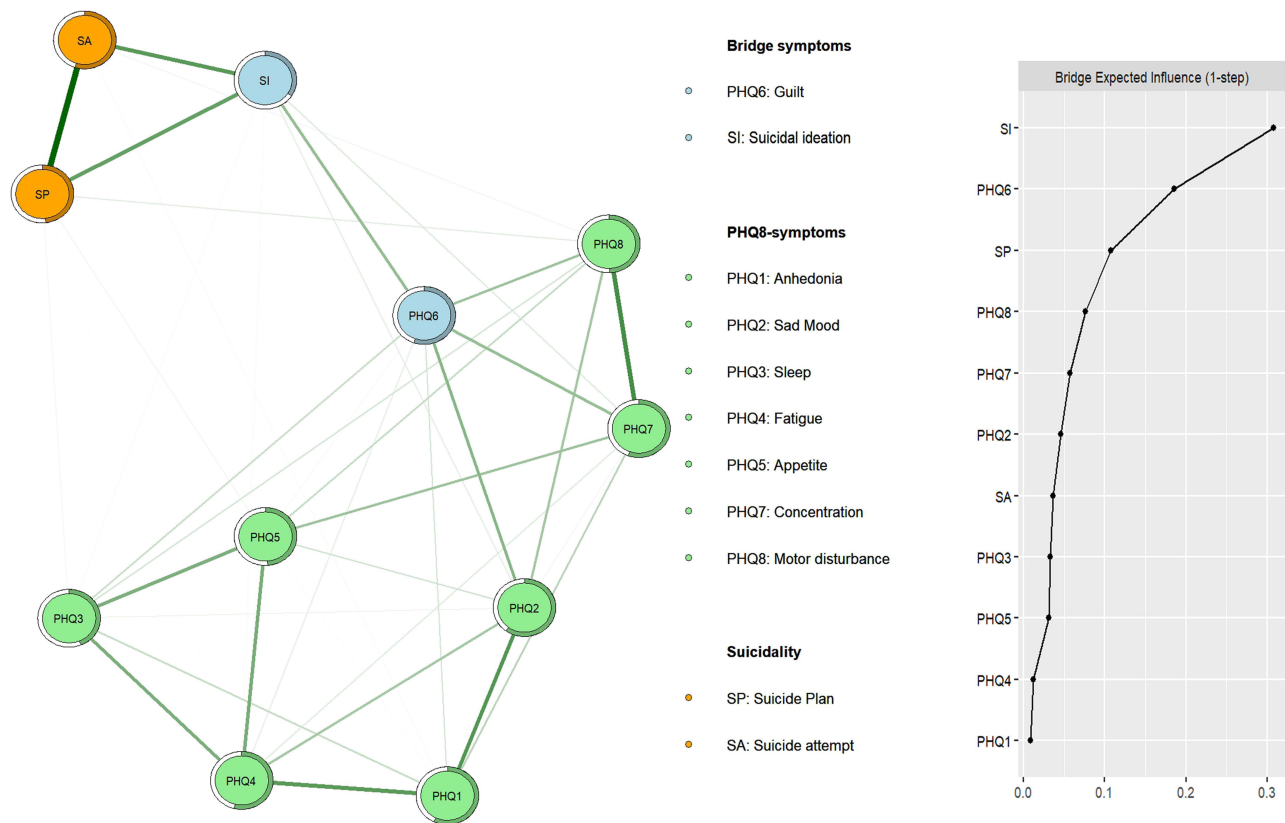 SA
SI
SP
PHQ8
PHQ6
PHQ7
PHQ5
PHQ3
PHQ2
PHQ4
PHQ1
Bridge symptoms
PHQ6: Guilt
SI: Suicidal ideation
PHQ8-symptoms
PHQ1: Anhedonia
PHQ2: Sad Mood
PHQ3: Sleep
PHQ4: Fatigue
PHQ5: Appetite
PHQ7: Concentration
PHQ8: Motor disturbance
Suicidality
SP: Suicide Plan
SA: Suicide attempt
Bridge Expected Influence (1-step)
SI
PHQ6
SP
PHQ8
PHQ7
PHQ2
SA
PHQ3
PHQ5
PHQ4
PHQ1
0.0 0.1 0.2 0.3